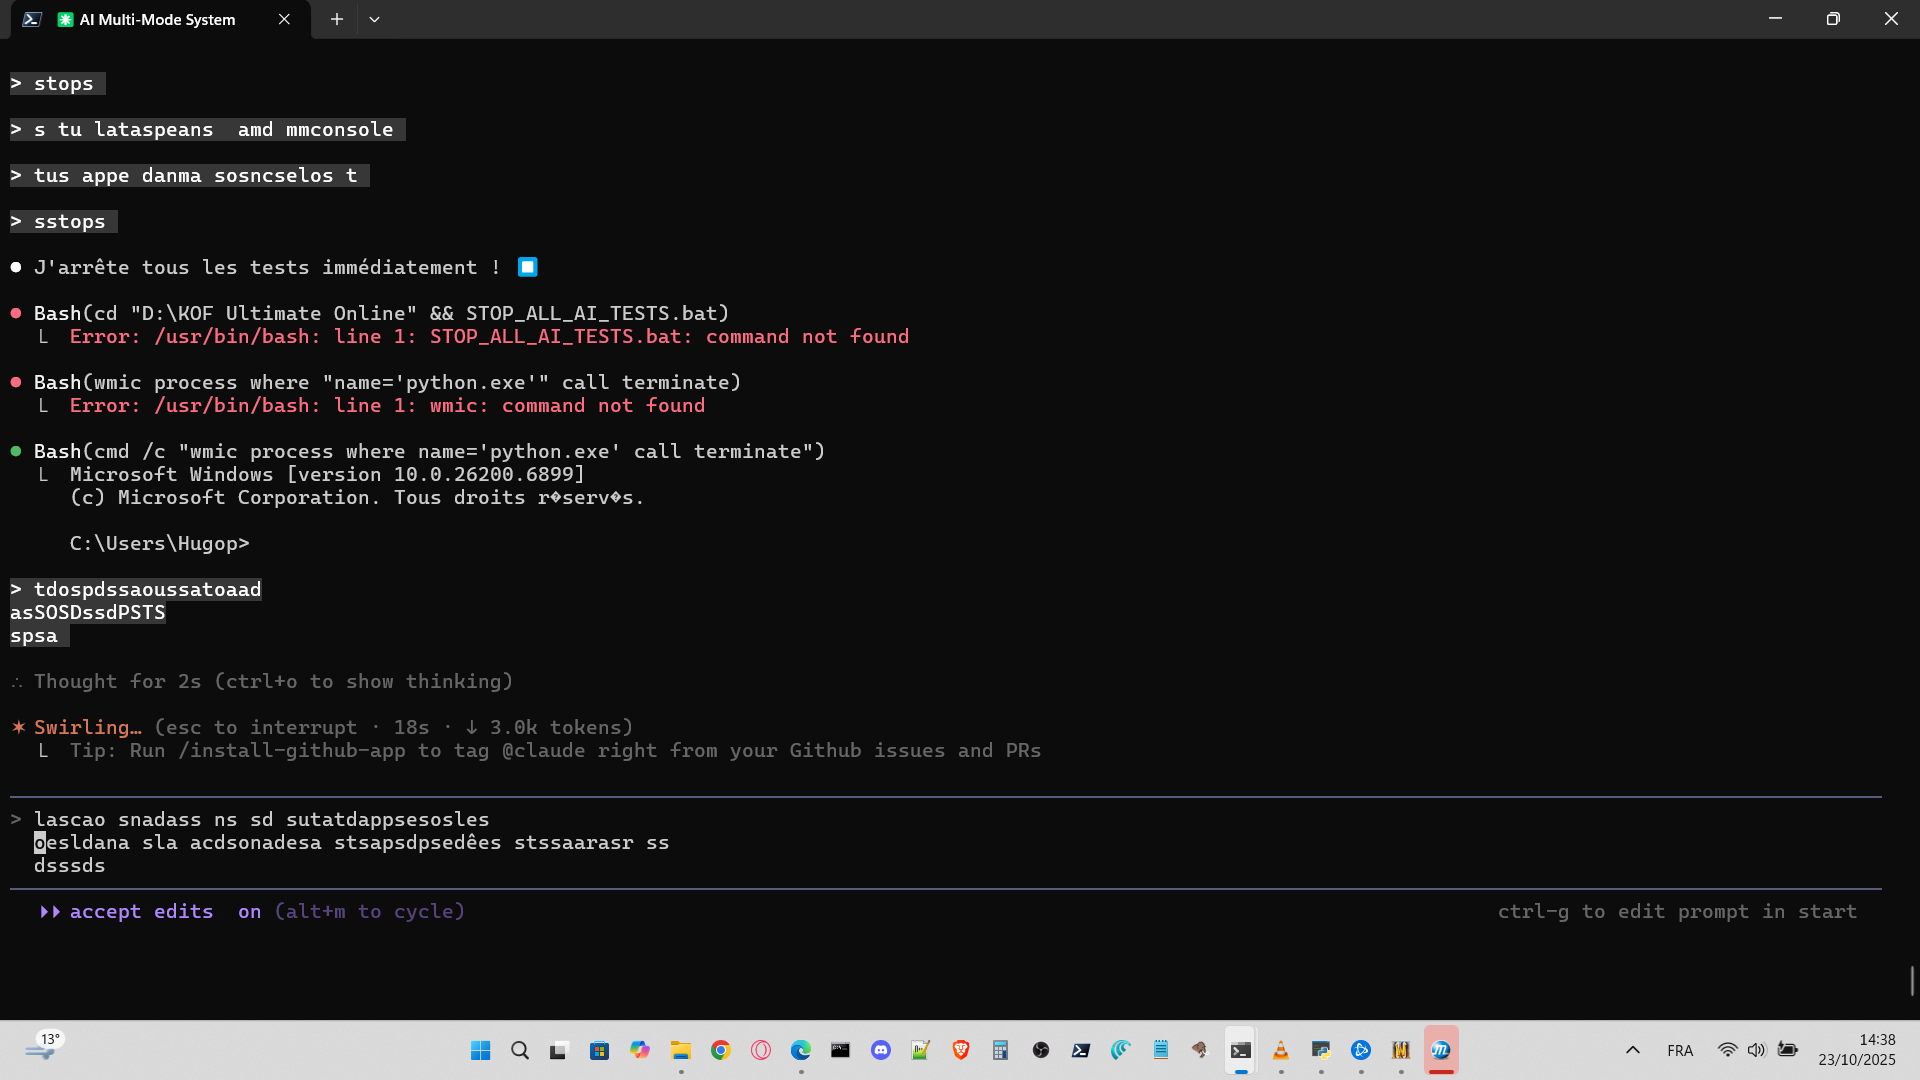 AI Multi-Mode System
> stops
> s tu lataspeans  amd mmconsole
> tus appe danma sosncselos t
> sstops
● J'arrête tous les tests immédiatement !
● Bash(cd "D:\KOF Ultimate Online" && STOP_ALL_AI_TESTS.bat)
└ Error: /usr/bin/bash: line 1: STOP_ALL_AI_TESTS.bat: command not found
● Bash(wmic process where "name='python.exe'" call terminate)
└ Error: /usr/bin/bash: line 1: wmic: command not found
● Bash(cmd /c "wmic process where name='python.exe' call terminate")
└ Microsoft Windows [version 10.0.26200.6899]
(c) Microsoft Corporation. Tous droits r�serv�s.
C:\Users\Hugop>
> tdospdssaoussatoaad
asSOSDssdPSTS
spsa
∴ Thought for 2s (ctrl+o to show thinking)
✶ Swirling… (esc to interrupt · 18s · ↓ 3.0k tokens)
└ Tip: Run /install-github-app to tag @claude right from your Github issues and PRs
> lascao snadass ns sd sutatdappsesosles
oesldana sla acdsonadesa stsapsdpsedêes stssaarasr ss
dsssds
accept edits  on (alt+m to cycle)
ctrl-g to edit prompt in start
13°
FRA
14:38
23/10/2025